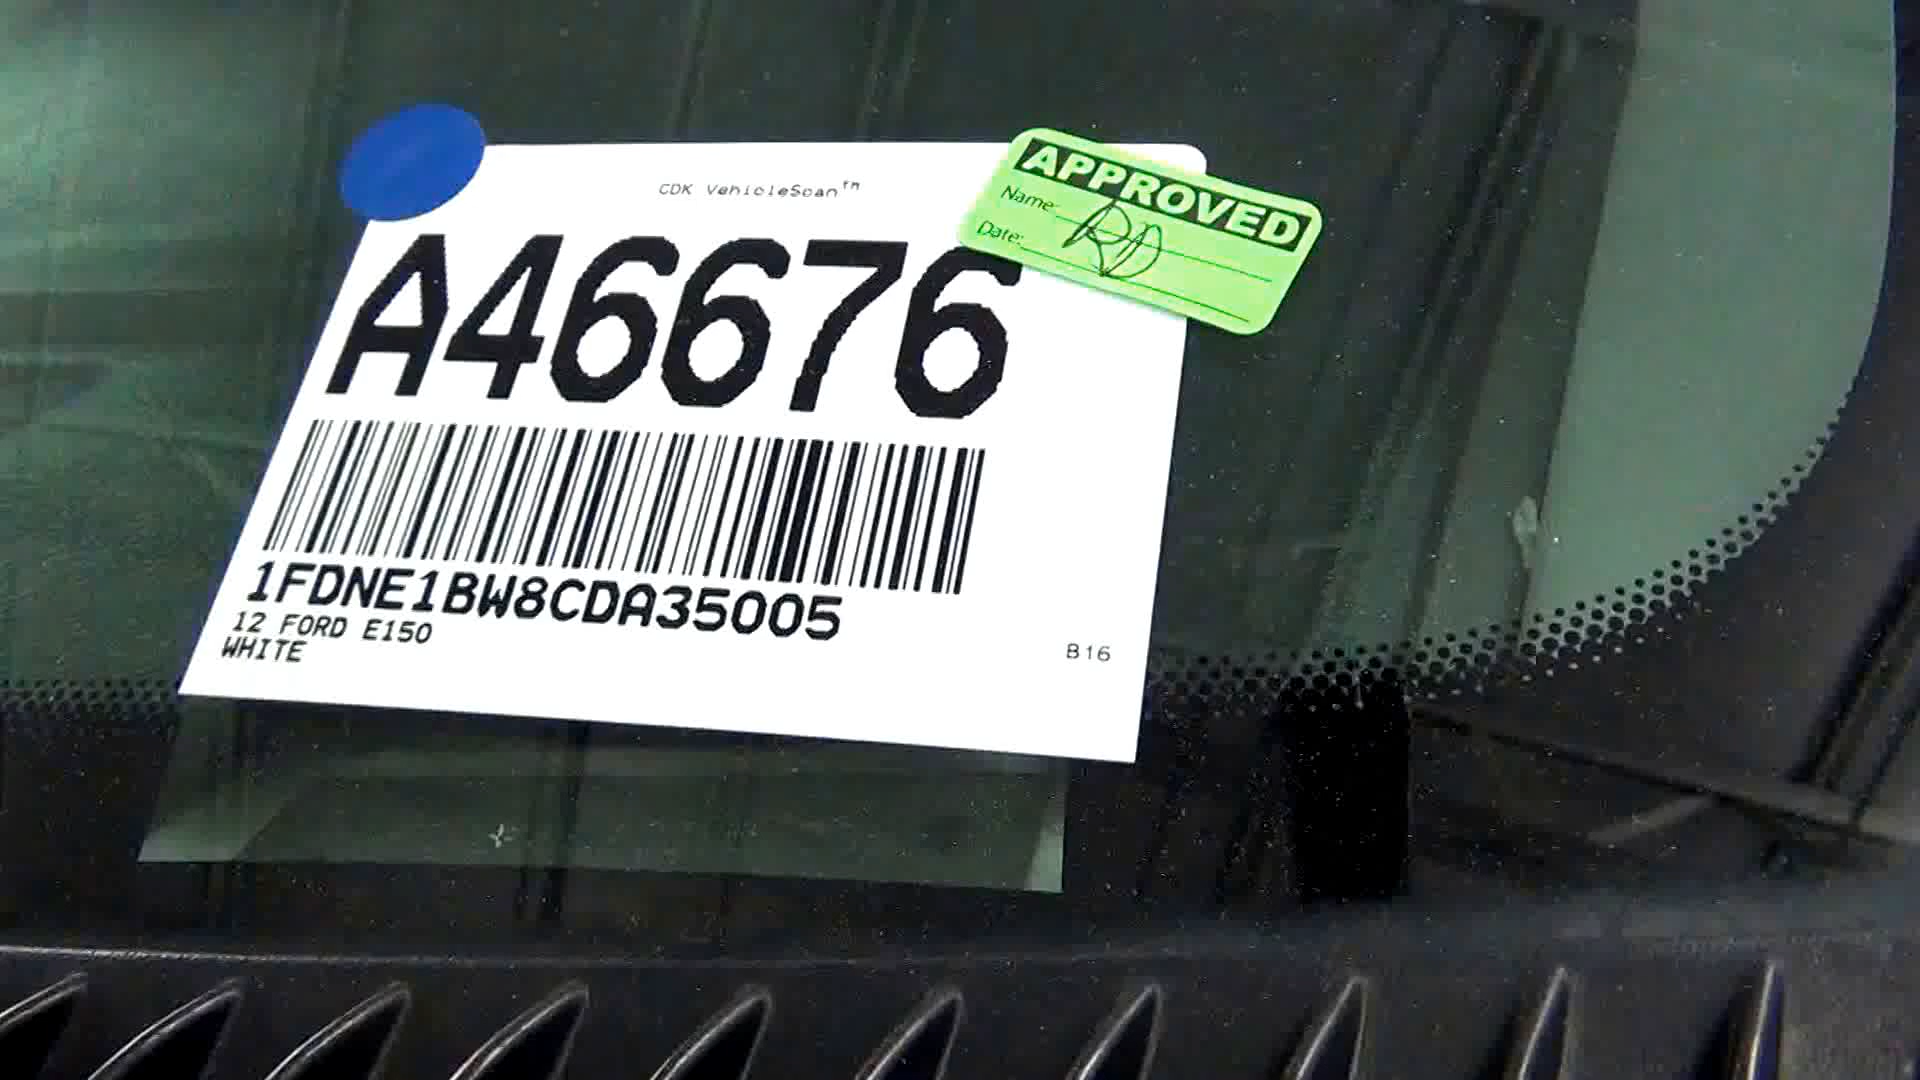 CDK VehicleScan™
APPROVED
Name:
Date:
A46676
1FDNE1BW8CDA35005
12 FORD E150
WHITE
B16